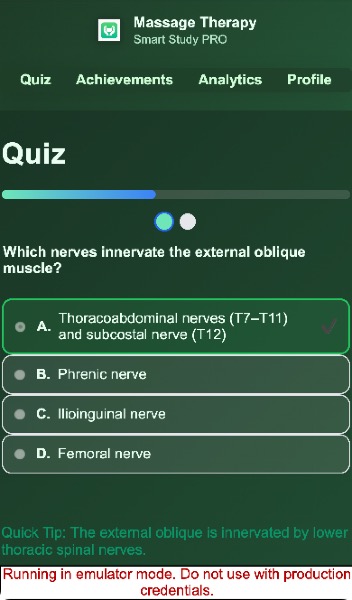 Massage Therapy
Smart Study PRO
Quiz Achievements Analytics Profile
Quiz
Which nerves innervate the external oblique
muscle?
A. Thoracoabdominal nerves (T7–T11)
and subcostal nerve (T12)
B. Phrenic nerve
C. Ilioinguinal nerve
D. Femoral nerve
Quick Tip: The external oblique is innervated by lower
thoracic spinal nerves.
Running in emulator mode. Do not use with production
credentials.